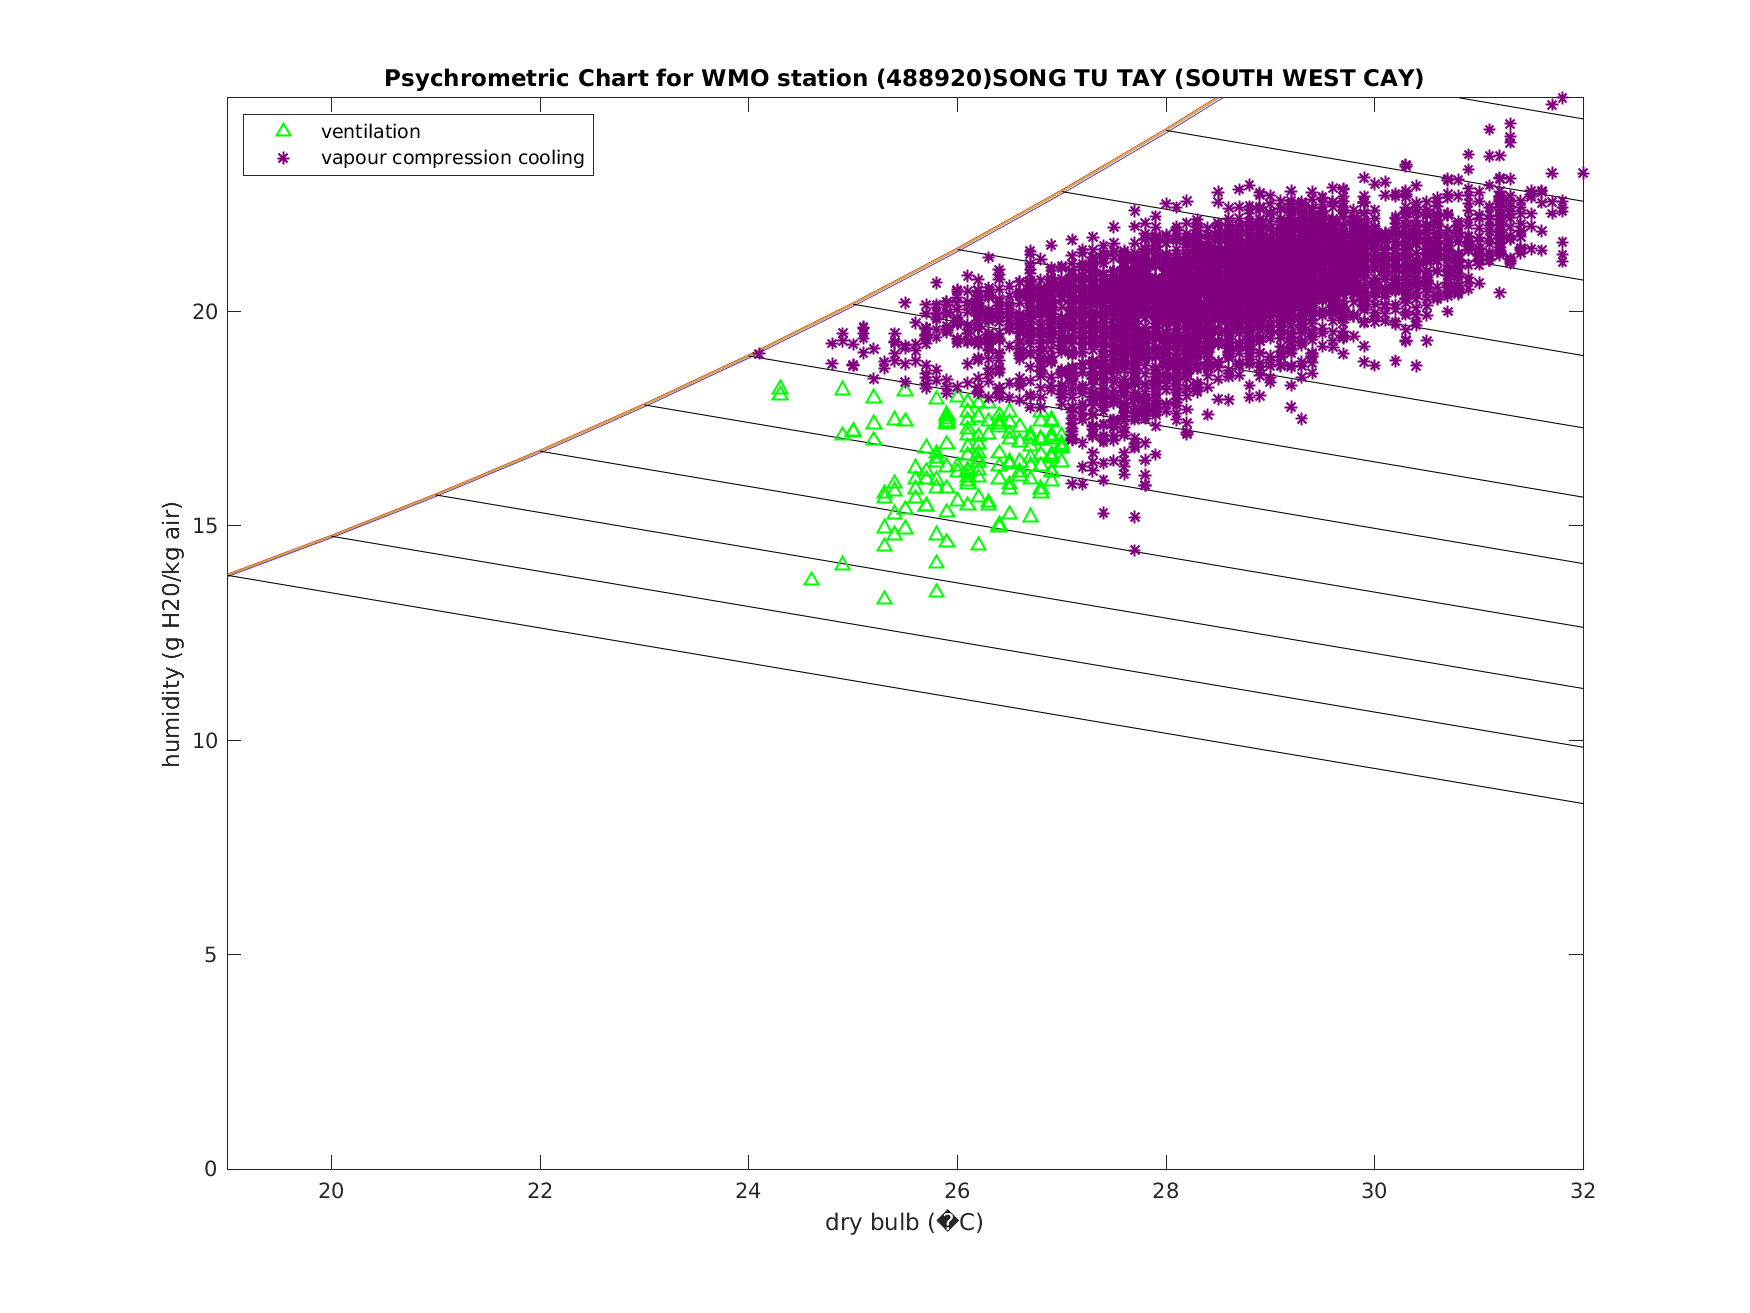 Psychrometric Chart for WMO station (488920)SONG TU TAY (SOUTH WEST CAY)
ventilation
vapour compression cooling
humidity (g H20/kg air)
20
15
10
5
0
20 22 24 26 28 30 32
dry bulb (�C)